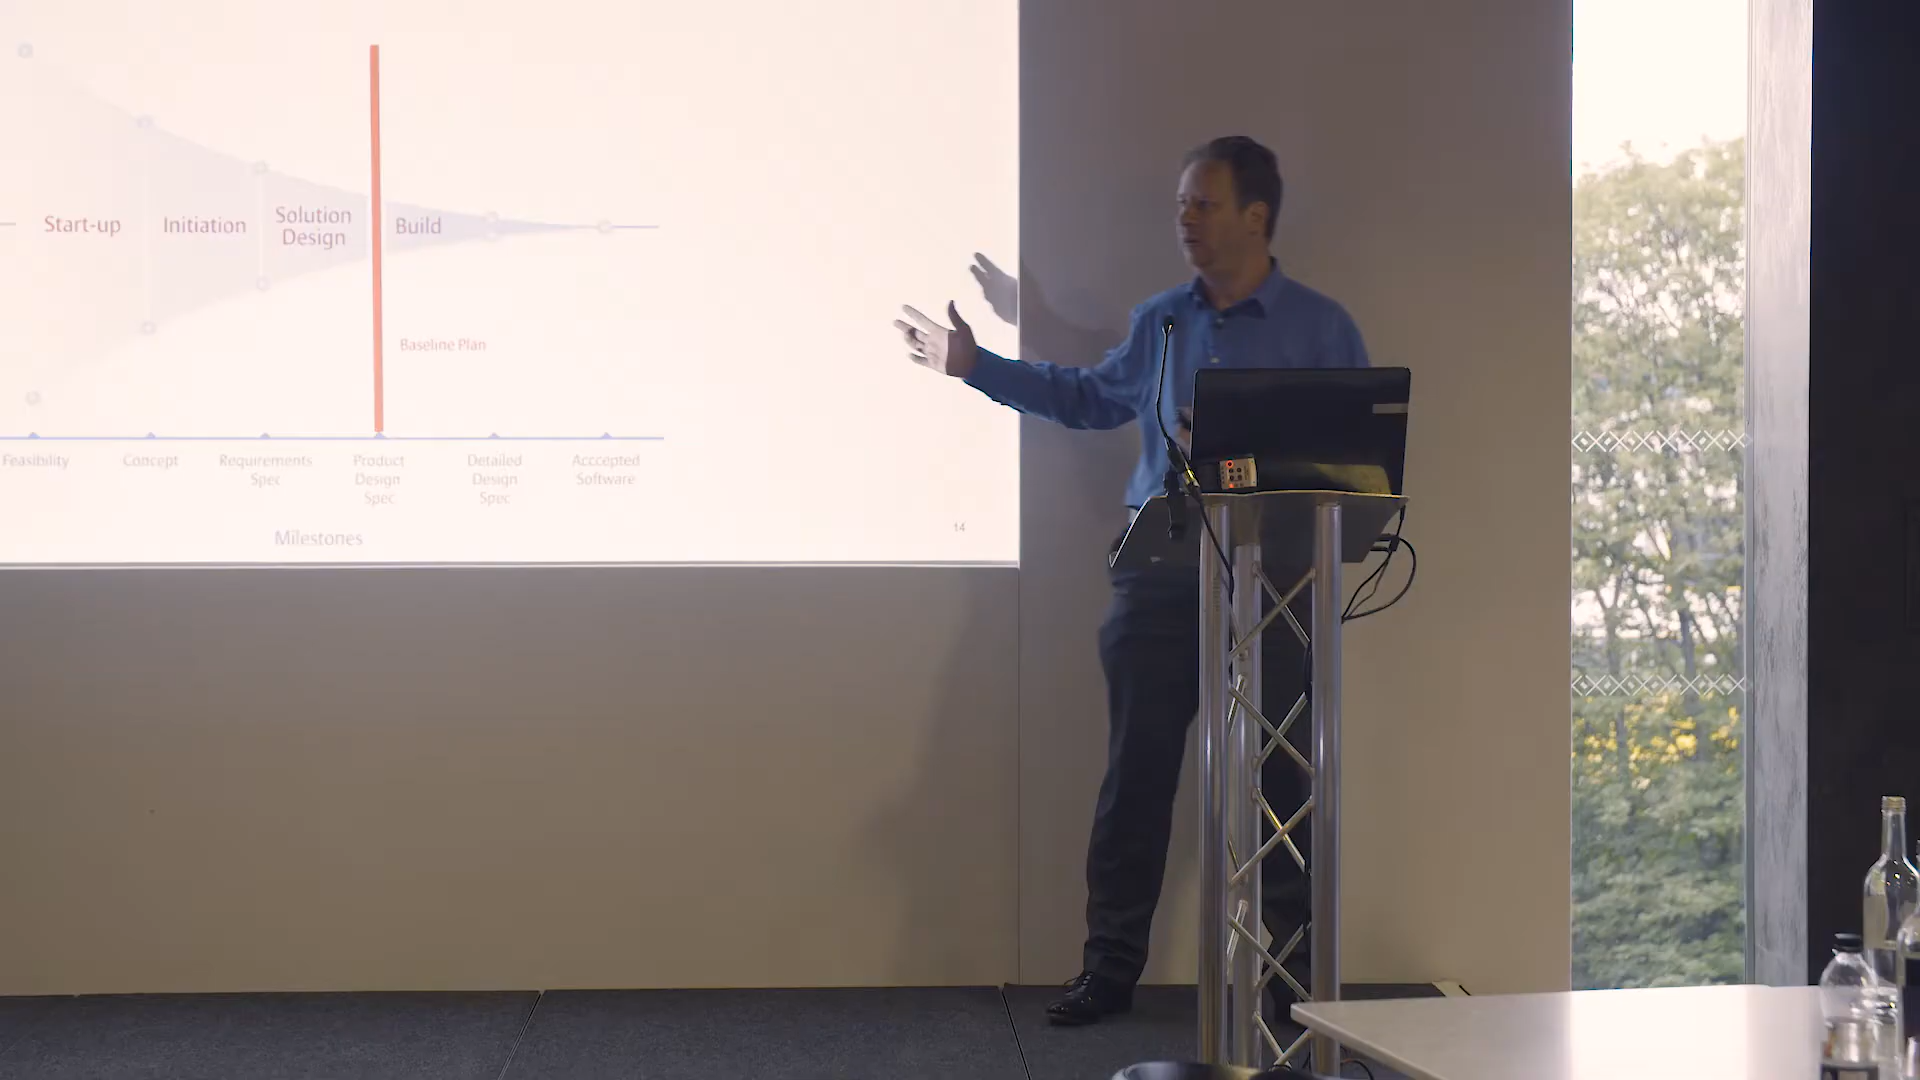 Start-up
Initiation
Solution
Design
Build
Baseline Plan
Feasibility
Concept
Requirements
Spec
Product
Design
Spec
Detailed
Design
Spec
Acccepted
Software
Milestones
14